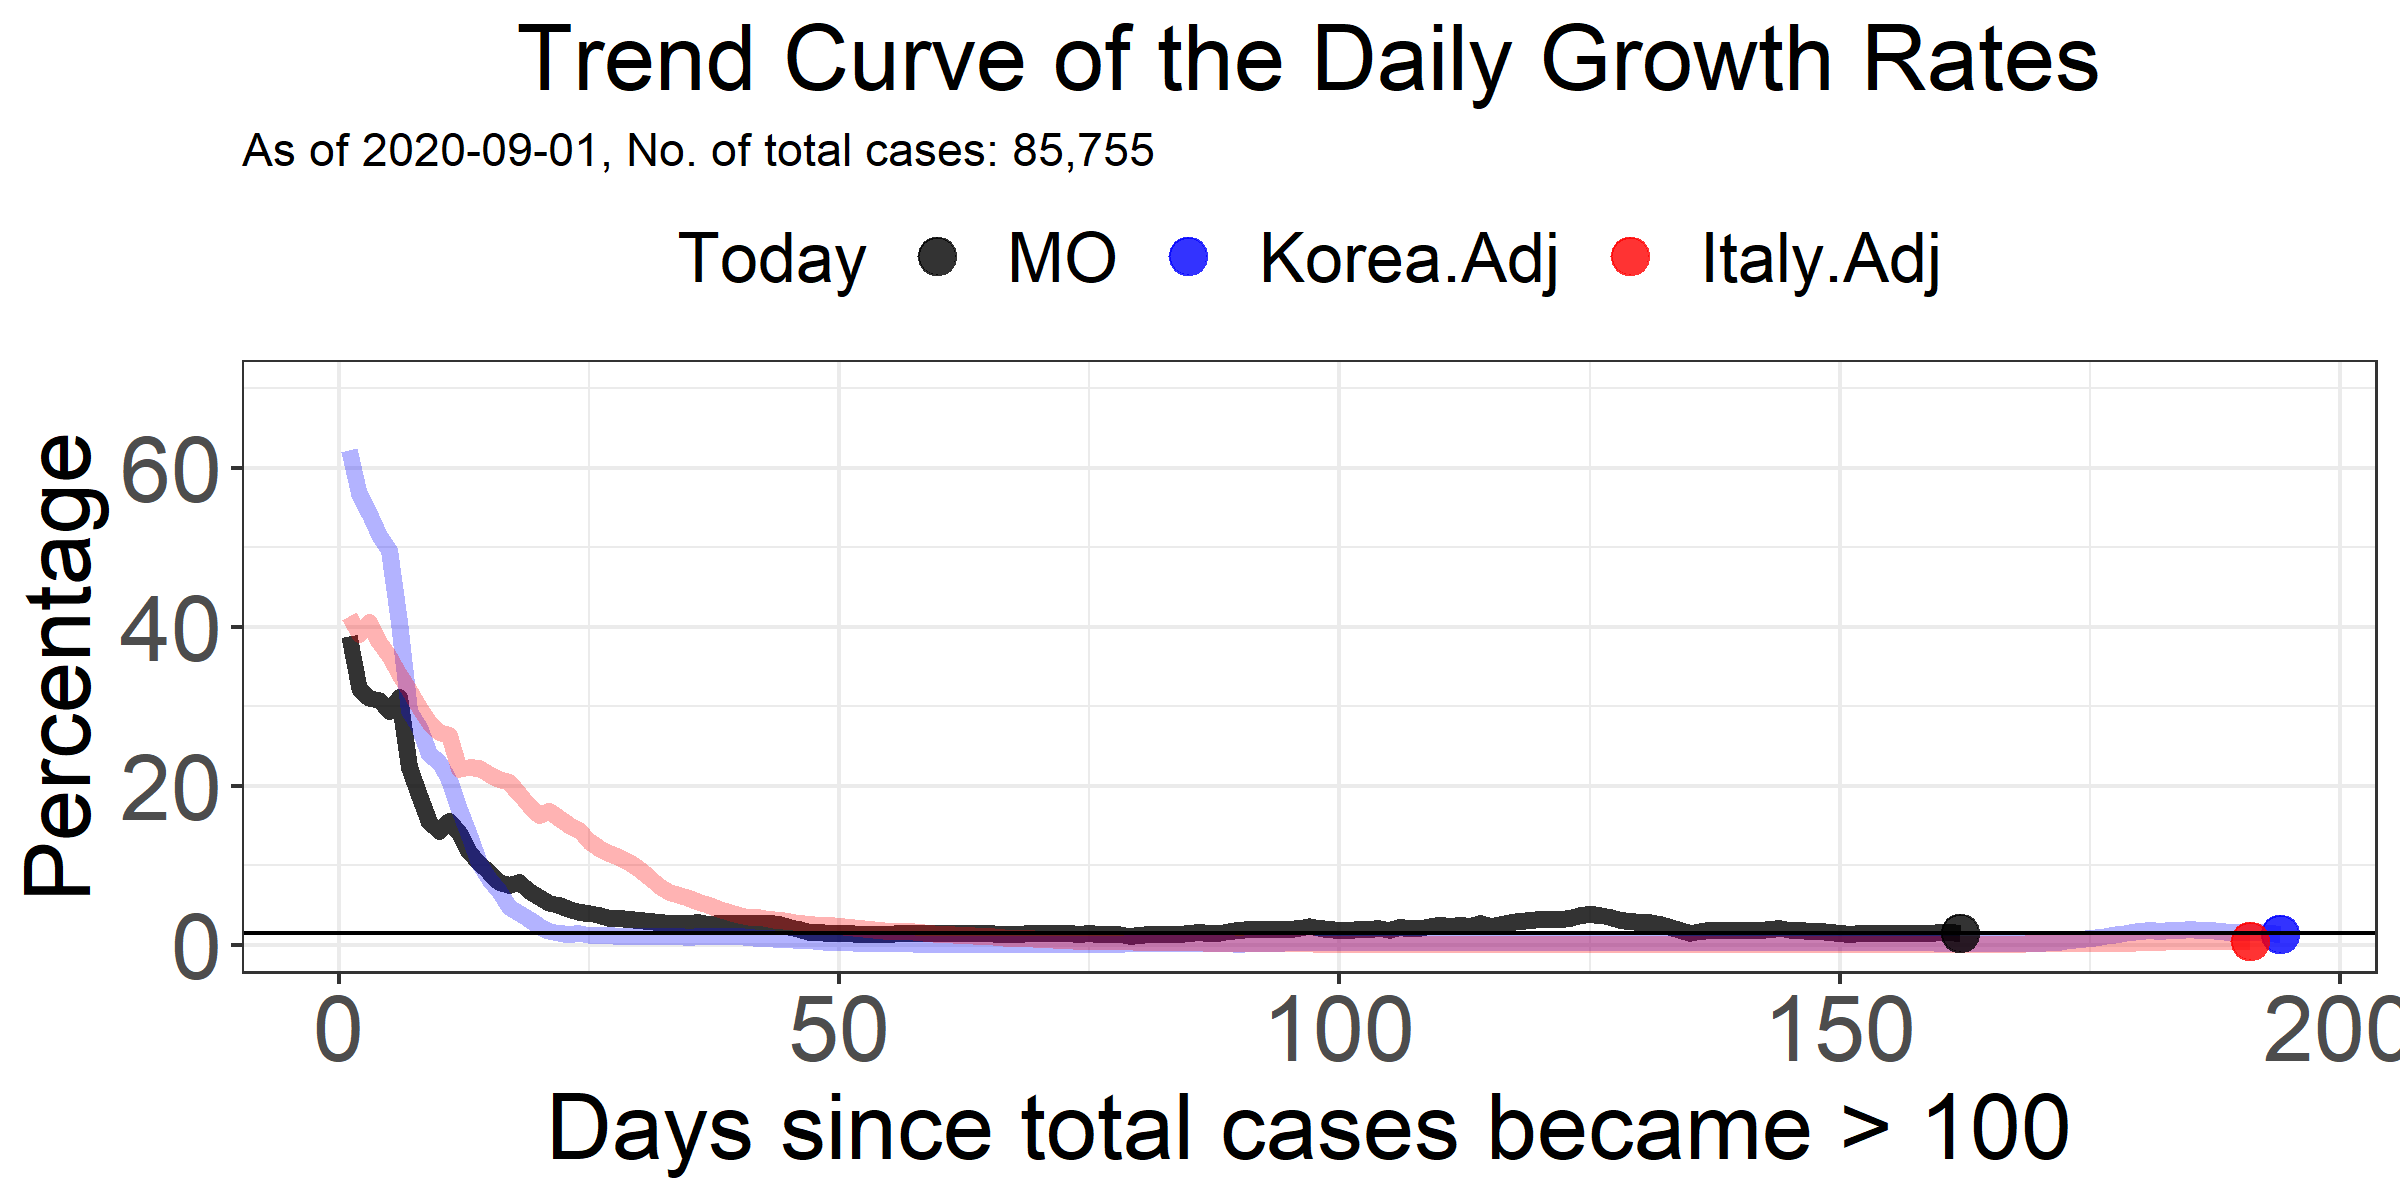 Trend Curve of the Daily Growth Rates
As of 2020-09-01, No. of total cases: 85,755
Today MO Korea.Adj Italy.Adj
Percentage
60
40
20
0
0 50 100 150 200
Days since total cases became > 100